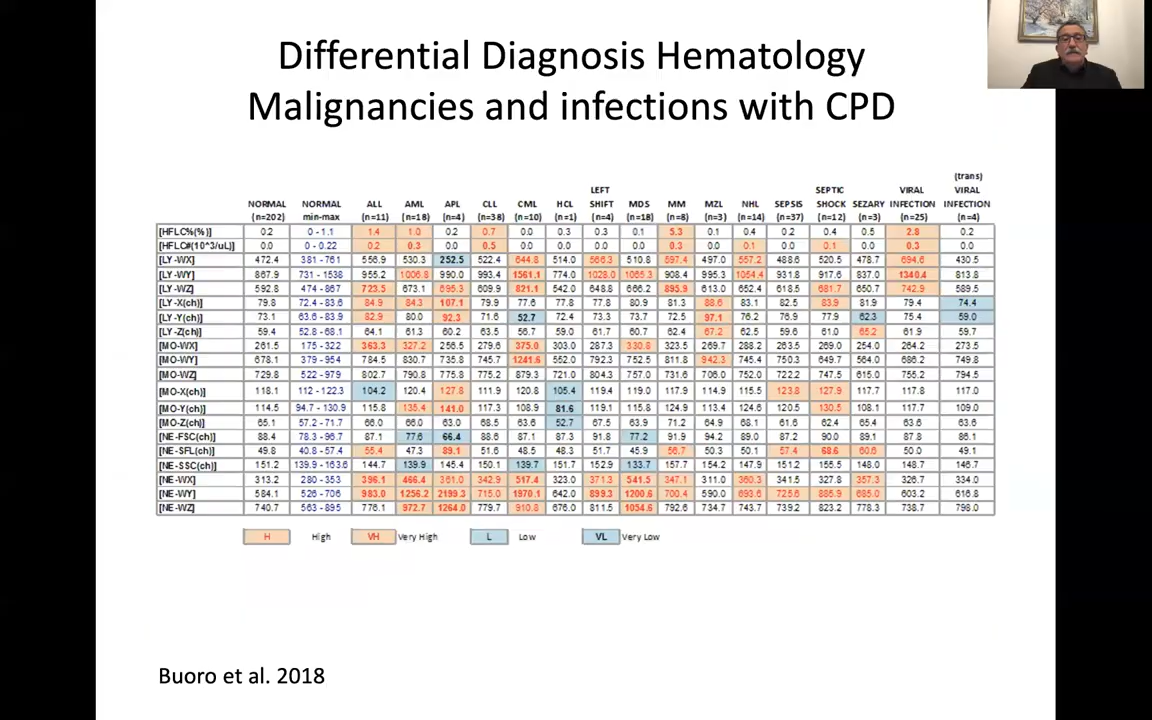 Differential Diagnosis Hematology
Malignancies and infections with CPD
(trans)
LEFT SEPTIC VIRAL VIRAL
NORMAL NORMAL ALL AML APL CLL CML HCL SHIFT MDS MM MZL NHL SEPSIS SHOCK SEZARY INFECTION INFECTION
(n=202) min-max (n=11) (n=18) (n=4) (n=38) (n=10) (n=1) (n=4) (n=18) (n=8) (n=3) (n=14) (n=37) (n=12) (n=3) (n=25) (n=4)
[HFLC%(%)] 0.2 0 - 1.1 1.4 1.0 0.2 0.7 0.0 0.3 0.3 0.1 5.3 0.1 0.4 0.2 0.4 0.5 2.8 0.2
[HFLC#(10^3/uL)] 0.0 0 - 0.22 0.2 0.3 0.0 0.5 0.0 0.0 0.0 0.0 0.3 0.0 0.1 0.0 0.1 0.0 0.3 0.0
[LY-WX] 472.4 381 - 761 556.9 530.3 252.5 522.4 644.8 514.0 566.3 510.8 597.4 497.0 557.2 488.6 520.5 478.7 694.6 430.5
[LY-WY] 867.9 731 - 1538 955.2 1006.8 990.0 993.4 1561.1 774.0 1028.0 1065.3 908.4 995.3 1054.4 931.8 917.6 837.0 1340.4 813.8
[LY-WZ] 592.8 474 - 867 723.5 673.1 695.3 609.9 821.1 542.0 648.8 666.2 895.9 613.0 652.4 618.5 681.7 650.7 742.9 589.5
[LY-X(ch)] 79.8 72.4 - 83.6 84.9 84.3 107.1 79.9 77.6 77.8 77.8 80.9 81.3 88.6 83.1 82.5 83.9 81.9 79.4 74.4
[LY-Y(ch)] 73.1 63.6 - 83.9 82.9 80.0 92.3 71.6 52.7 72.4 73.3 73.7 72.5 97.1 76.2 76.9 77.9 62.3 75.4 59.0
[LY-Z(ch)] 59.4 52.8 - 68.1 64.1 61.3 60.2 63.5 56.7 59.0 61.7 60.7 62.4 67.2 62.5 59.6 61.0 65.2 61.9 59.7
[MO-WX] 261.5 175 - 322 363.3 327.2 256.5 279.6 375.0 303.0 287.3 330.8 323.5 269.7 288.2 263.5 269.0 254.0 264.2 273.5
[MO-WY] 678.1 379 - 954 784.5 830.7 735.8 745.7 1241.6 552.0 792.3 752.5 811.8 942.3 745.4 750.3 649.7 564.0 686.2 749.8
[MO-WZ] 729.8 522 - 979 802.7 790.8 775.8 775.2 879.3 721.0 804.3 757.0 731.6 706.0 752.0 722.2 747.5 615.0 755.2 794.5
[MO-X(ch)] 118.1 112 - 122.3 104.2 120.4 127.8 111.9 120.8 105.4 119.4 119.0 117.9 114.9 115.5 123.8 127.9 117.7 117.8 117.0
[MO-Y(ch)] 114.5 94.7 - 130.9 115.8 135.4 141.0 117.3 108.9 81.6 119.1 115.8 124.9 113.4 124.6 120.5 130.5 108.1 117.7 109.0
[MO-Z(ch)] 65.1 57.2 - 71.7 66.0 66.0 63.0 68.5 63.6 52.7 67.5 63.9 71.2 64.9 68.1 61.6 62.4 65.4 63.6 63.6
[NE-FSC(ch)] 88.4 78.3 - 96.7 87.1 77.6 66.4 88.6 87.1 87.3 91.8 77.2 91.9 94.2 89.0 87.2 90.0 89.1 87.8 86.1
[NE-SFL(ch)] 49.8 40.8 - 57.4 55.4 47.3 89.1 51.6 48.5 48.3 51.7 45.9 56.7 50.3 50.1 57.4 68.6 60.6 50.0 49.1
[NE-SSC(ch)] 151.2 139.9 - 163.6 144.7 139.9 145.4 150.1 139.7 151.7 152.9 133.7 157.7 154.2 147.9 151.2 155.5 148.0 148.7 146.7
[NE-WX] 313.2 280 - 353 396.1 466.4 361.0 342.9 517.4 323.0 371.3 541.5 347.1 311.0 360.3 341.5 327.8 357.3 326.7 334.0
[NE-WY] 584.1 526 - 706 983.0 1256.2 2199.3 715.0 1970.1 642.0 899.3 1200.6 700.4 590.0 693.6 725.6 885.9 685.0 603.2 616.8
[NE-WZ] 740.7 563 - 895 776.1 972.7 1264.0 779.7 910.8 676.0 811.5 1054.6 792.6 734.7 743.7 739.2 823.2 778.3 738.7 798.0
H High VH Very High L Low VL Very Low
Buoro et al. 2018